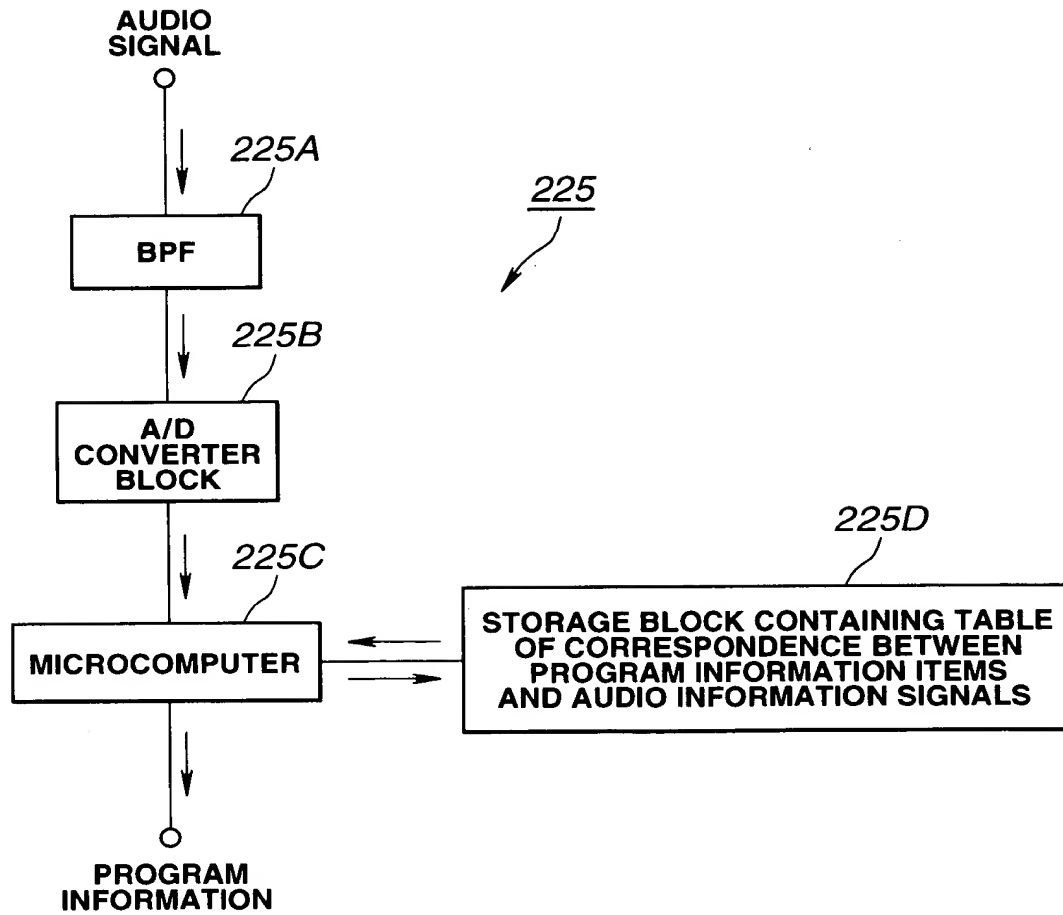 AUDIO
SIGNAL
225A
BPF
225
225B
A/D
CONVERTER
BLOCK
225C
MICROCOMPUTER
225D
STORAGE BLOCK CONTAINING TABLE
OF CORRESPONDENCE BETWEEN
PROGRAM INFORMATION ITEMS
AND AUDIO INFORMATION SIGNALS
PROGRAM
INFORMATION